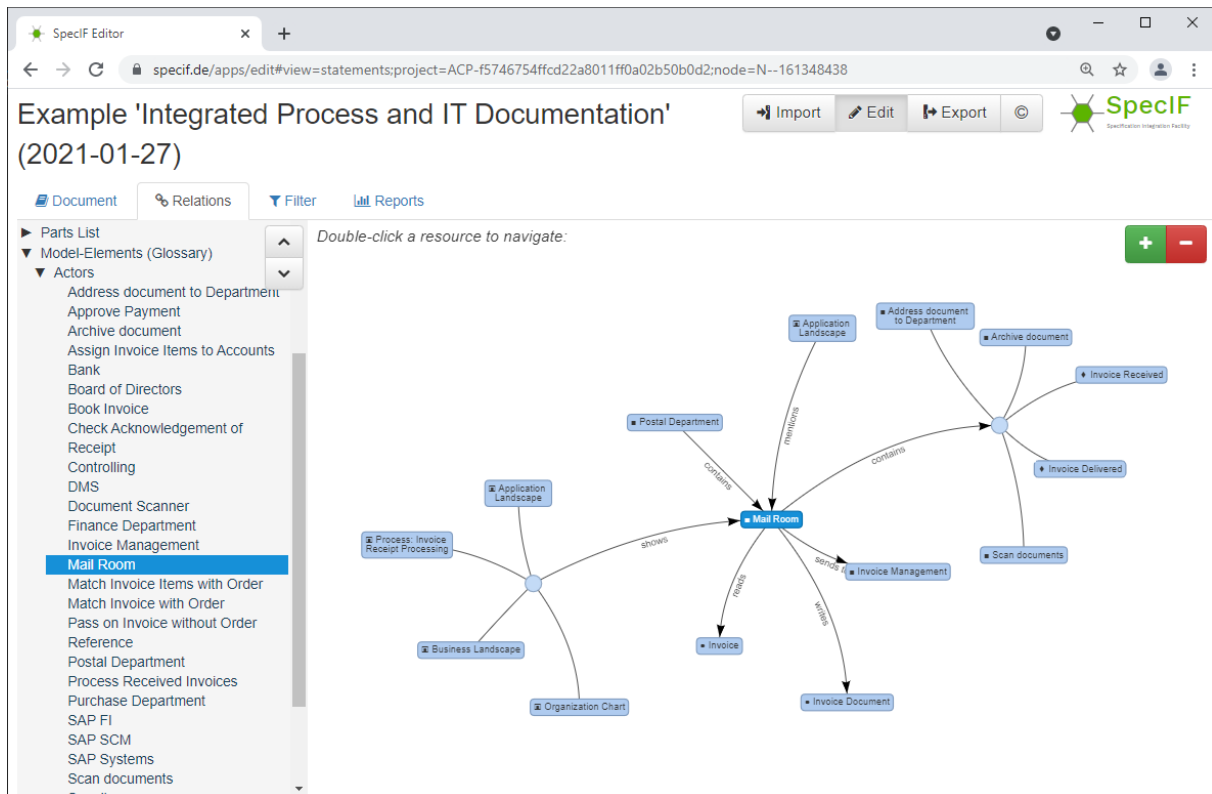 SpecIF Editor
specif.de/apps/edit#view=statements;project=ACP-f5746754ffcd22a8011ff0a02b50b0d2;node=N--161348438
Example 'Integrated Process and IT Documentation'
(2021-01-27)
Import
Edit
Export
©
SpecIF
Specification Integration Facility
Document
Relations
Filter
Reports
Parts List
Model-Elements (Glossary)
Actors
Address document to Department
Approve Payment
Archive document
Assign Invoice Items to Accounts
Bank
Board of Directors
Book Invoice
Check Acknowledgement of
Receipt
Controlling
DMS
Document Scanner
Finance Department
Invoice Management
Mail Room
Match Invoice Items with Order
Match Invoice with Order
Pass on Invoice without Order
Reference
Postal Department
Process Received Invoices
Purchase Department
SAP FI
SAP SCM
SAP Systems
Scan documents
Double-click a resource to navigate:
Address document
to Department
Application
Landscape
Archive document
Invoice Received
Postal Department
mentions
contains
contains
Invoice Delivered
Application
Landscape
Mail Room
Process: Invoice
Receipt Processing
shows
Scan documents
sends t
Invoice Management
reads
writes
Business Landscape
Invoice
Organization Chart
Invoice Document